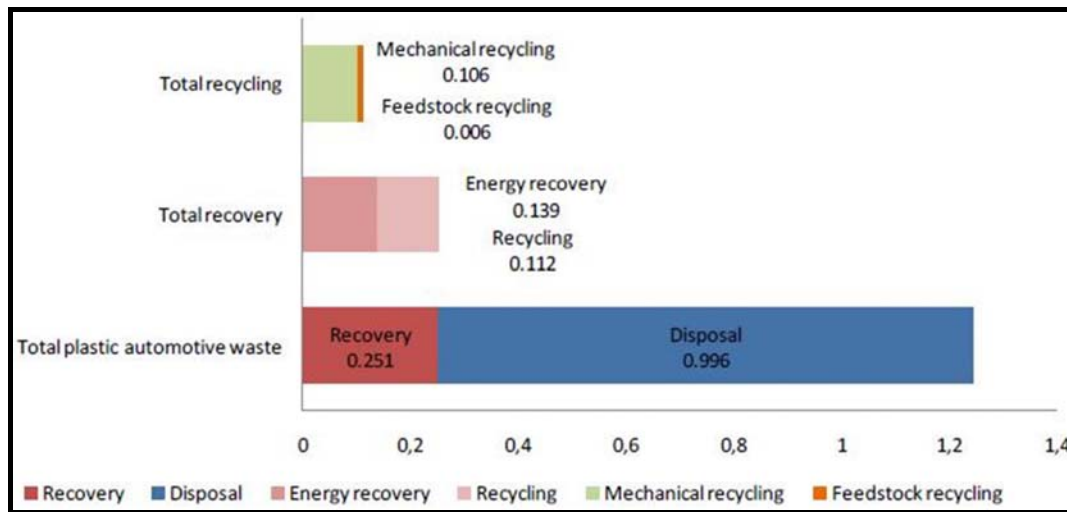 Mechanical recycling
0.106
Total recycling
Feedstock recycling
0.006
Energy recovery
0.139
Total recovery
Recycling
0.112
Recovery
0.251
Disposal
0.996
Total plastic automotive waste
0 0,2 0,4 0,6 0,8 1 1,2 1,4
Recovery Disposal Energy recovery Recycling Mechanical recycling Feedstock recycling